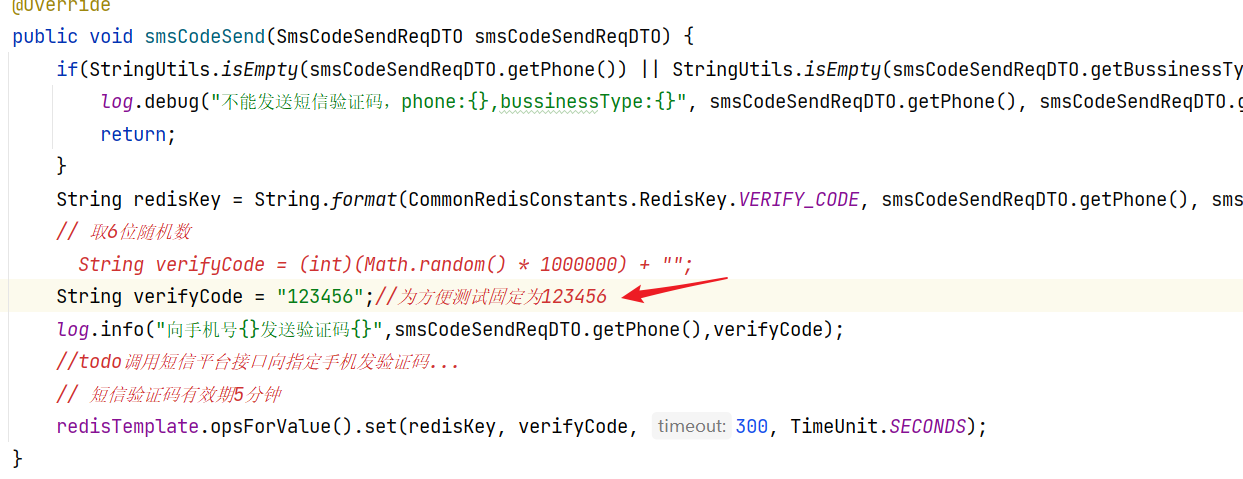 @Override
public void smsCodeSend(SmsCodeSendReqDTO smsCodeSendReqDTO) {
if(StringUtils.isEmpty(smsCodeSendReqDTO.getPhone()) || StringUtils.isEmpty(smsCodeSendReqDTO.getBussinessTy
log.debug("不能发送短信验证码，phone:{},bussinessType:{}", smsCodeSendReqDTO.getPhone(), smsCodeSendReqDTO.g
return;
}
String redisKey = String.format(CommonRedisConstants.RedisKey.VERIFY_CODE, smsCodeSendReqDTO.getPhone(), sms
// 取6位随机数
String verifyCode = (int)(Math.random() * 1000000) + "";
String verifyCode = "123456";//为方便测试固定为123456
log.info("向手机号{}发送验证码{}",smsCodeSendReqDTO.getPhone(),verifyCode);
//todo调用短信平台接口向指定手机发验证码...
// 短信验证码有效期5分钟
redisTemplate.opsForValue().set(redisKey, verifyCode, timeout: 300, TimeUnit.SECONDS);
}